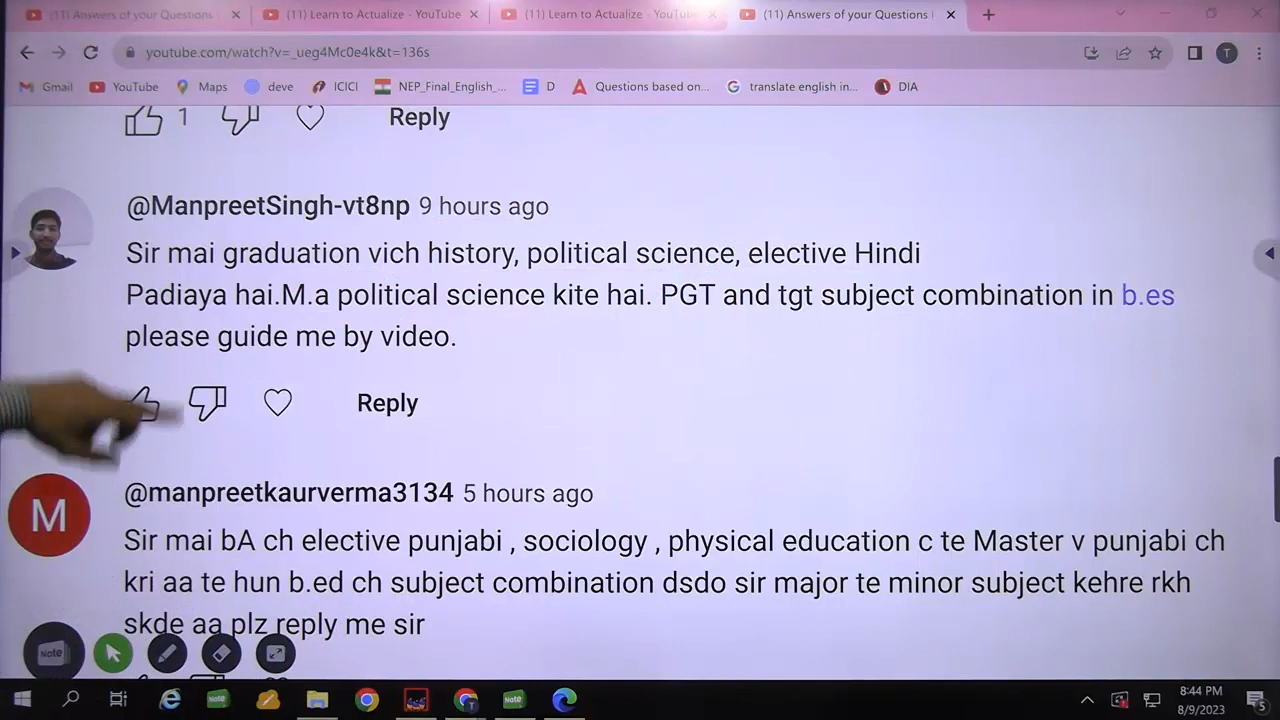 (11) Answers of your Questions
(11) Learn to Actualize - YouTube
(11) Learn to Actualize - YouTube
(11) Answers of your Questions
youtube.com/watch?v=_ueg4Mc0e4k&t=136s
T
Gmail
YouTube
Maps
deve
ICICI
NEP_Final_English_...
D
Questions based on...
translate english in...
DIA
1
Reply
@ManpreetSingh-vt8np 9 hours ago
Sir mai graduation vich history, political science, elective Hindi
Padiaya hai.M.a political science kite hai. PGT and tgt subject combination in b.es
please guide me by video.
Reply
M
@manpreetkaurverma3134 5 hours ago
Sir mai bA ch elective punjabi , sociology , physical education c te Master v punjabi ch
kri aa te hun b.ed ch subject combination dsdo sir major te minor subject kehre rkh
skde aa plz reply me sir
Note
Note
Note
8:44 PM
8/9/2023
5